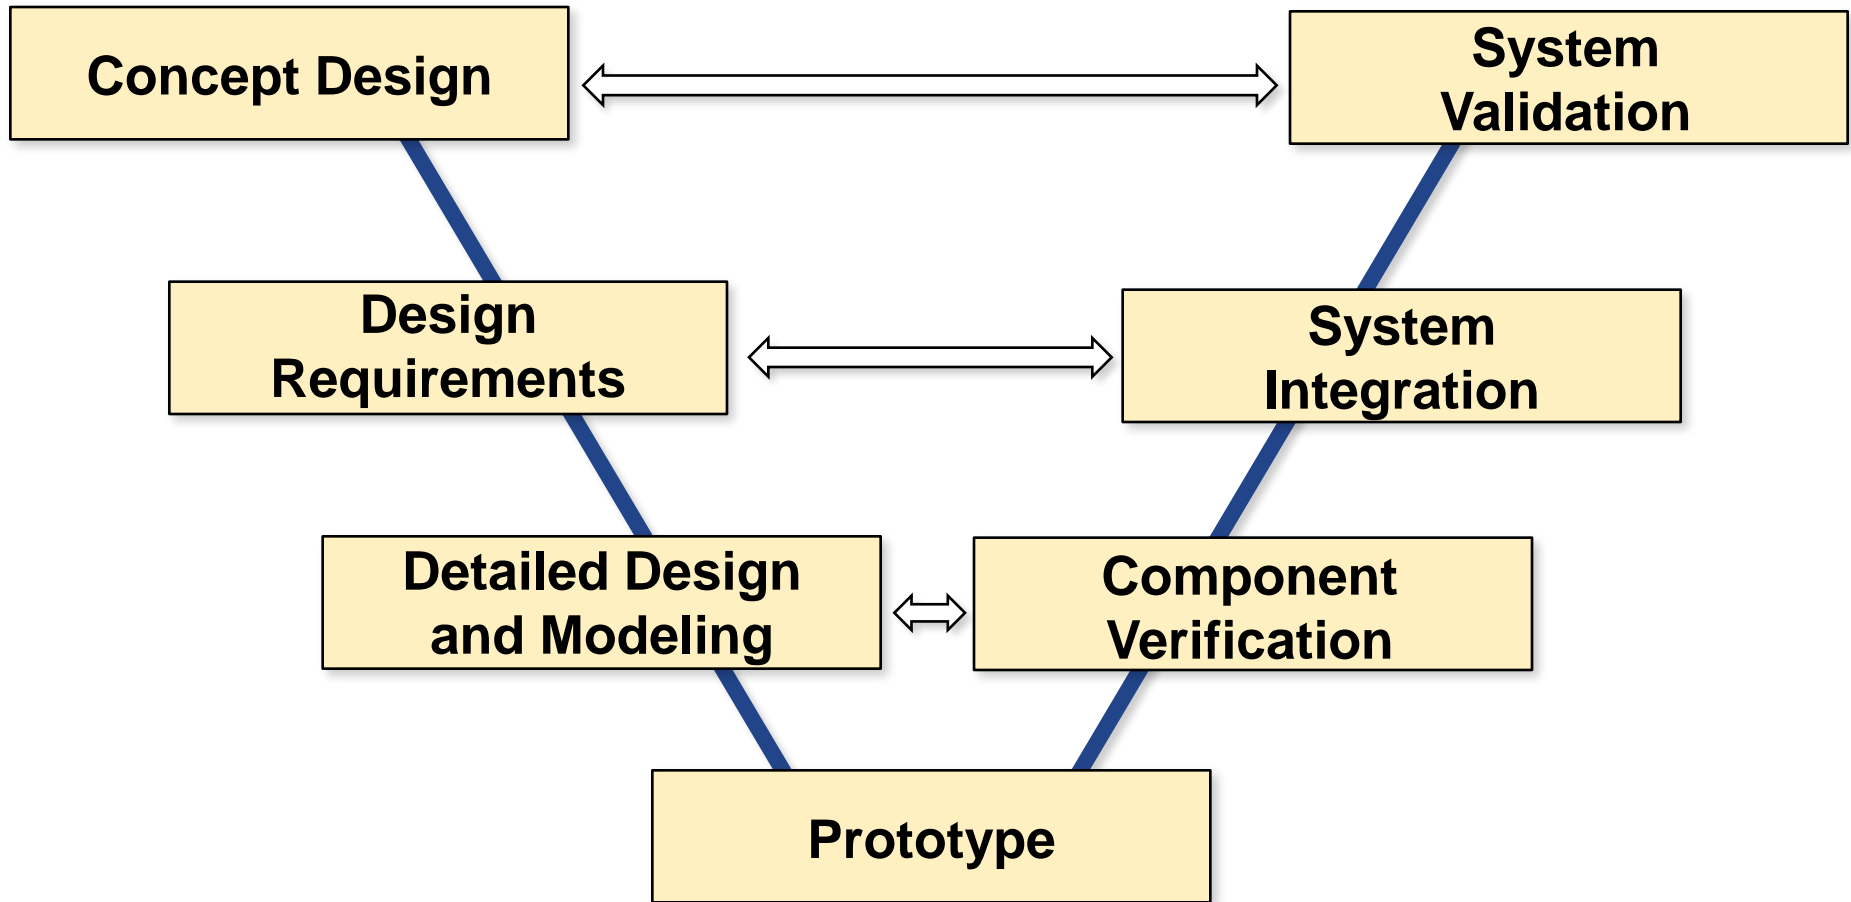 Concept Design
System
Validation
Design
Requirements
System
Integration
Detailed Design
and Modeling
Component
Verification
Prototype